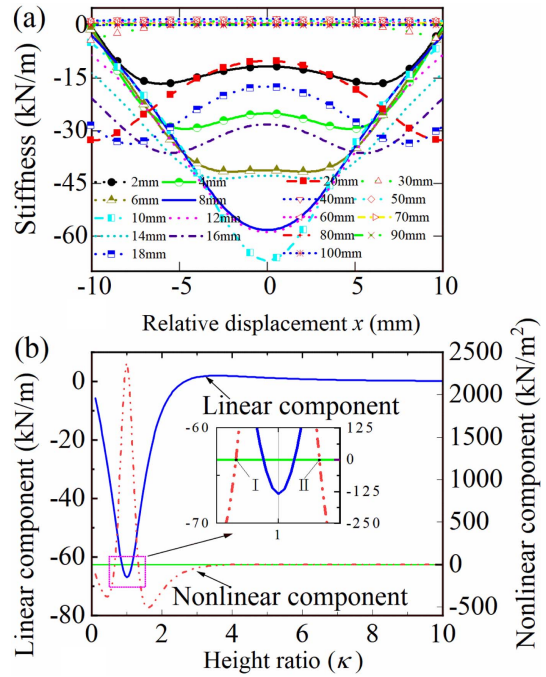 (a)
0
-15
-30
-45
-60
Stiffness (kN/m)
2mm 4mm 20mm 30mm
6mm 8mm 40mm 50mm
10mm 12mm 60mm 70mm
14mm 16mm 80mm 90mm
18mm 100mm
-10 -5 0 5 10
Relative displacement x (mm)
(b)
0
-20
-40
-60
-80
Linear component (kN/m)
2500
2000
1500
1000
500
0
-500
Nonlinear component (kN/m²)
Linear
component
-60 125
0
I II -125
-70 -250
1
Nonlinear component
0 2 4 6 8 10
Height ratio (κ)